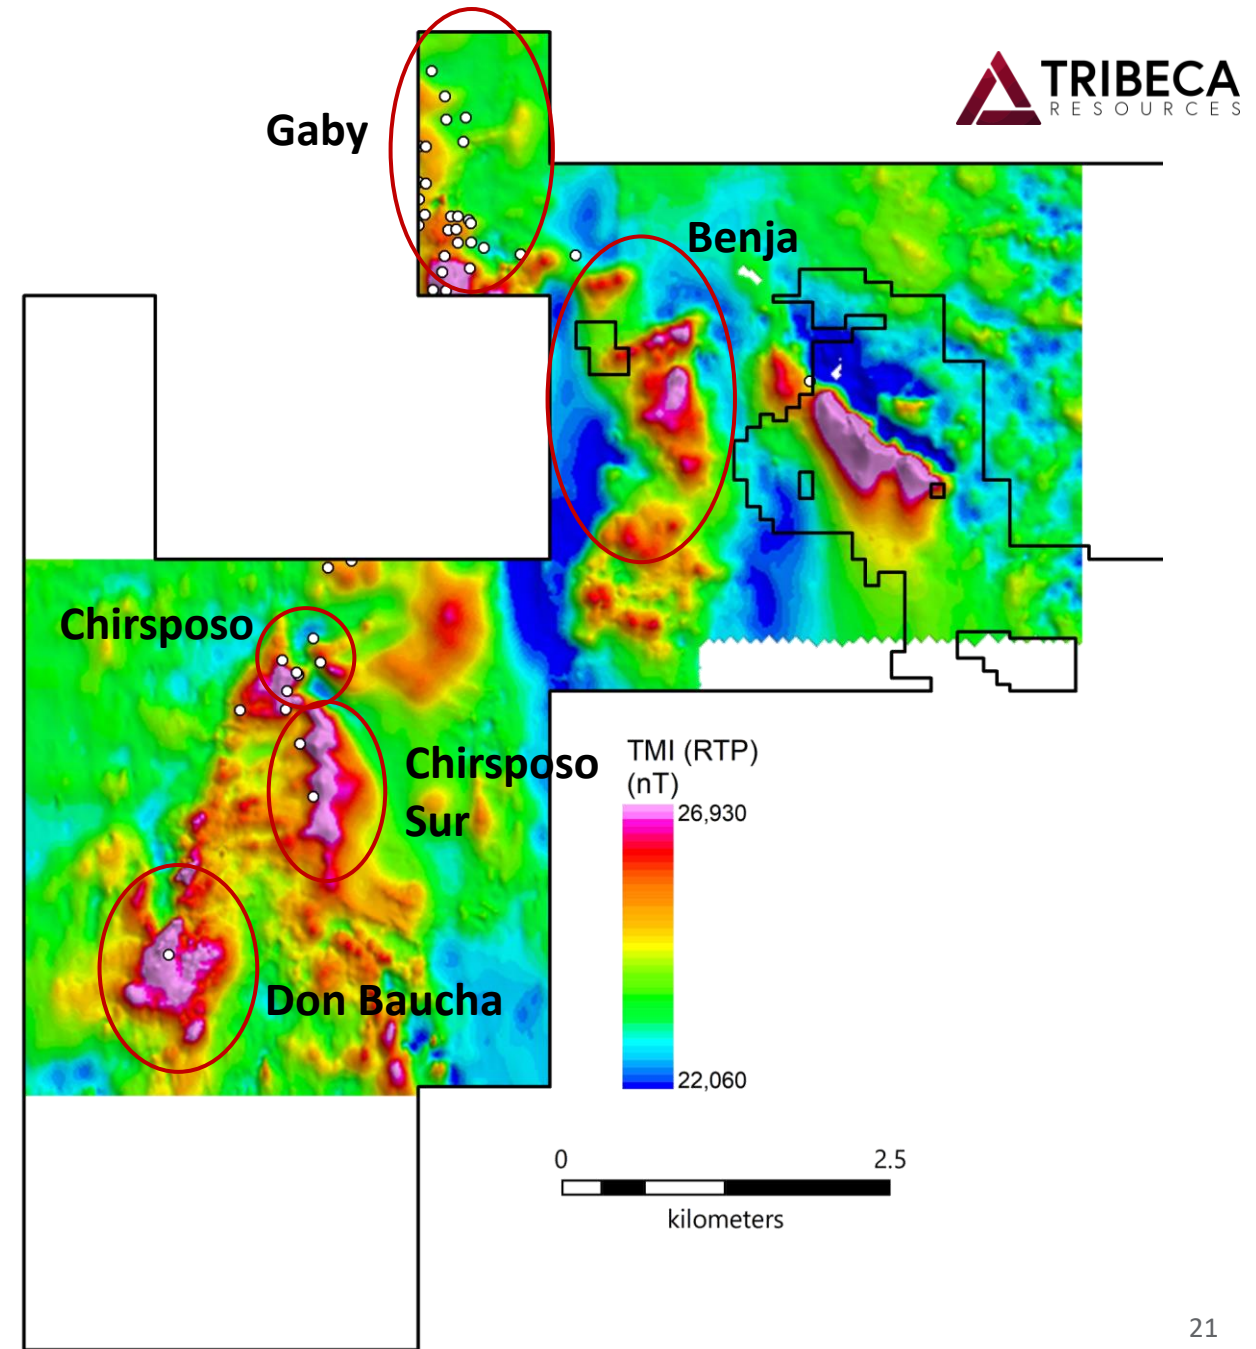 TRIBECA
RESOURCES
Gaby
Benja
Chirsposo
Chirsposo
Sur
Don Baucha
TMI (RTP)
(nT)
26,930
22,060
0
2.5
kilometers
21